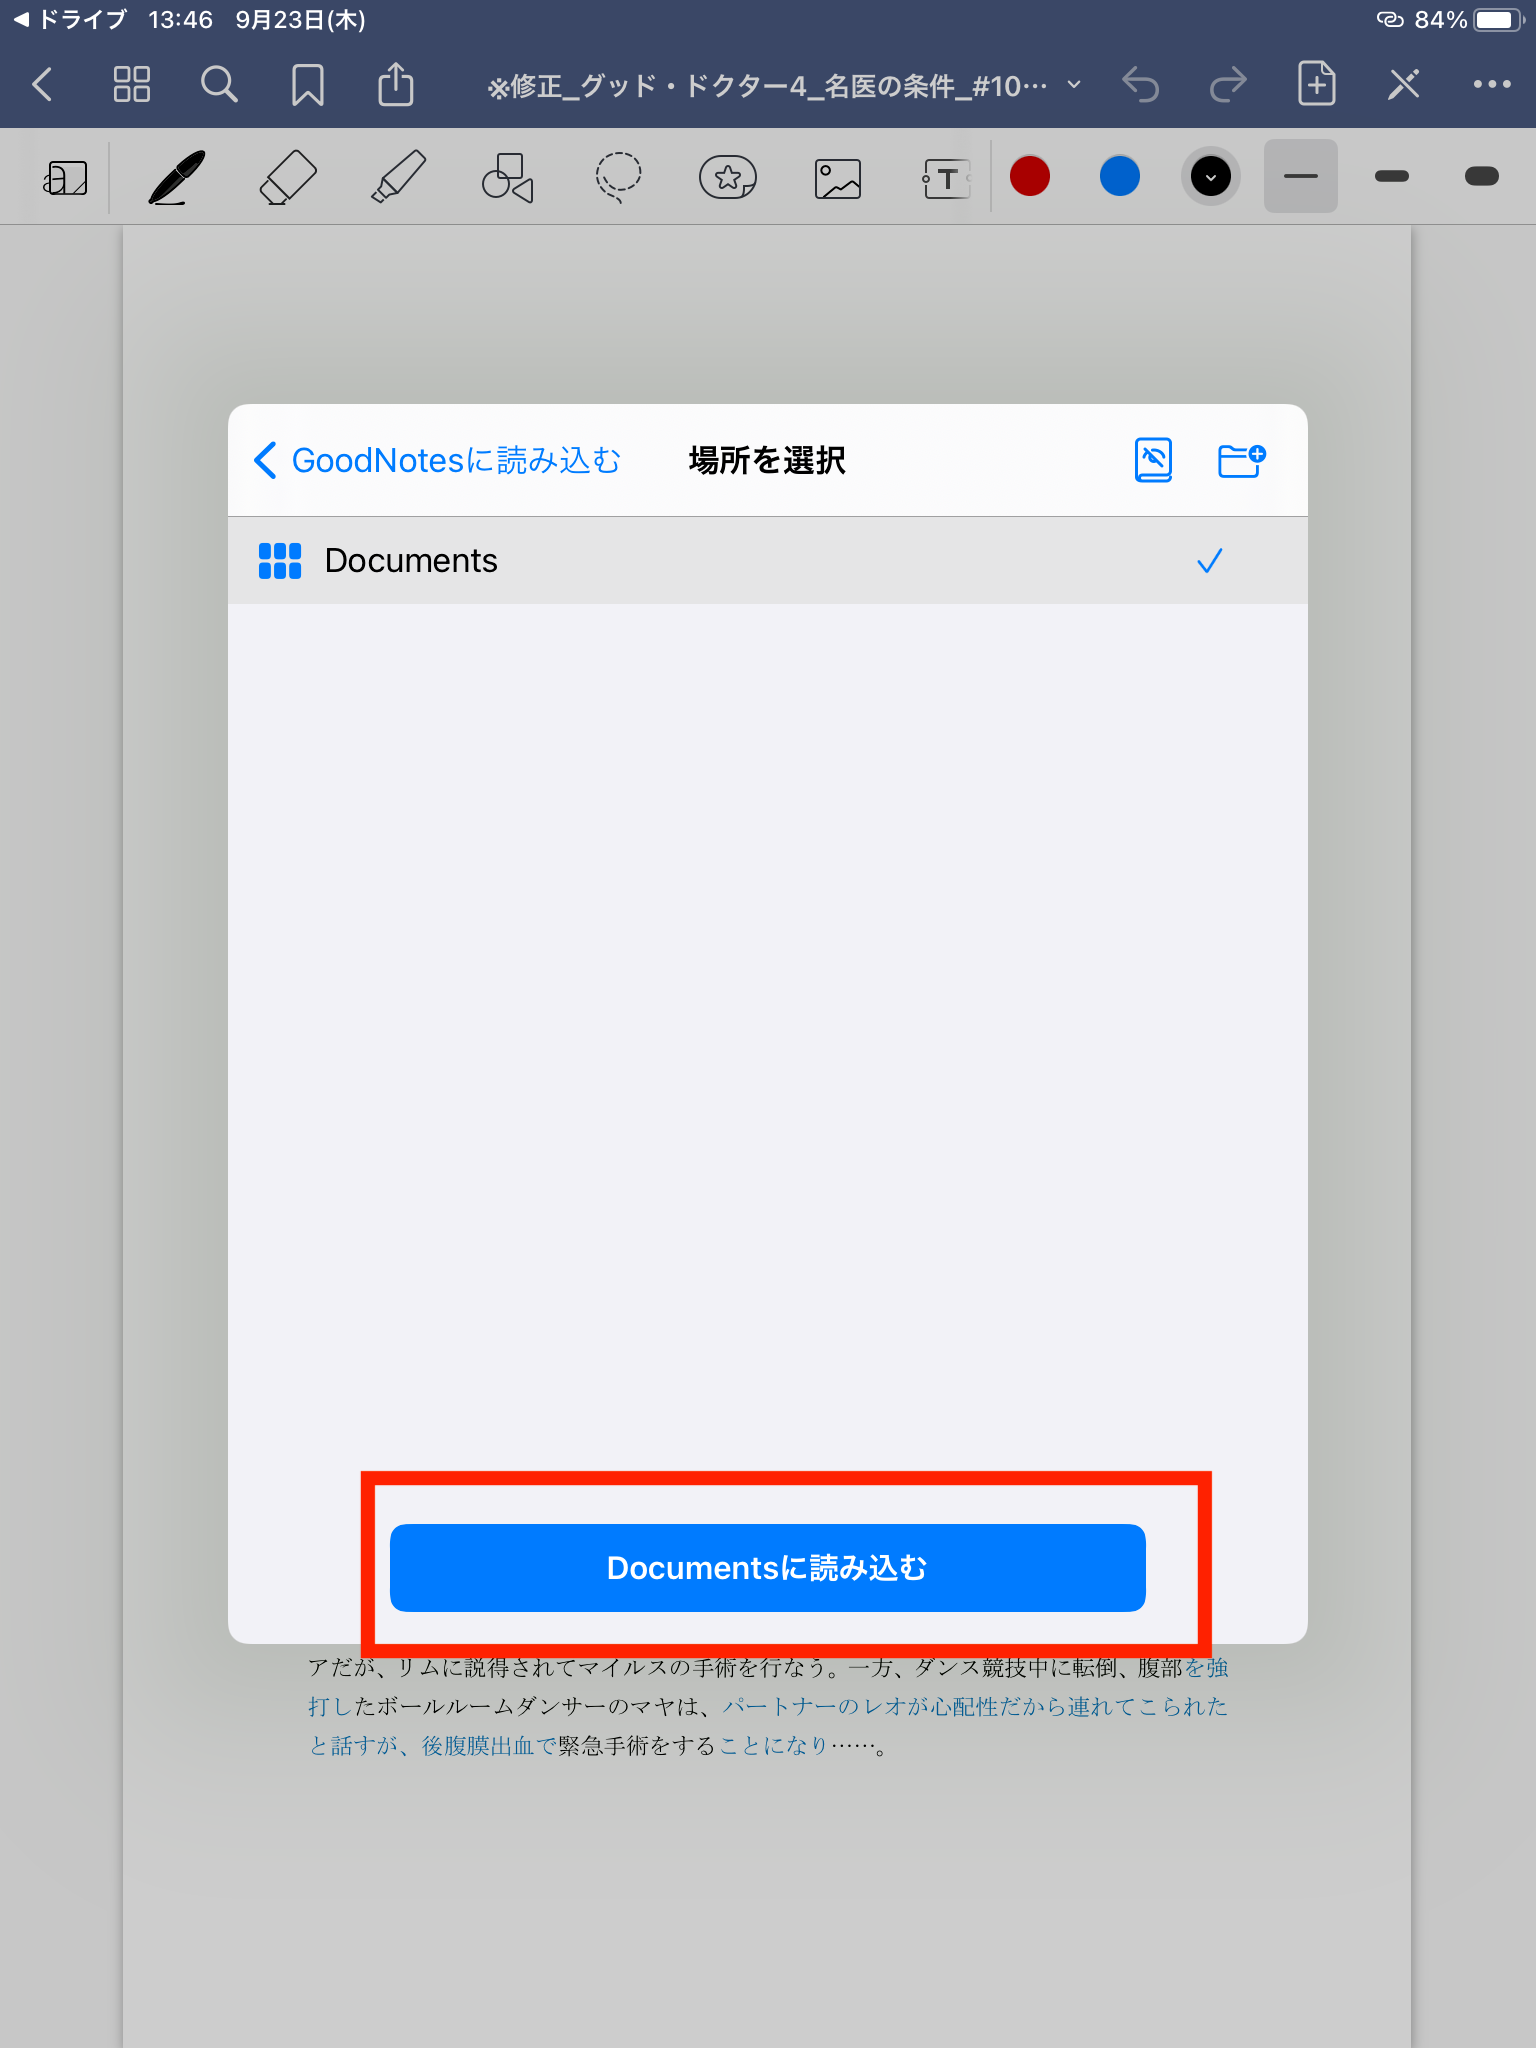 ◀ ドライブ 13:46 9月23日(木) 84%
※修正_グッド・ドクター4_名医の条件_#10…
T
GoodNotesに読み込む 場所を選択
Documents
Documentsに読み込む
アだが、リムに説得されてマイルスの手術を行なう。一方、ダンス競技中に転倒、腹部を強
打したボールルームダンサーのマヤは、パートナーのレオが心配性だから連れてこられた
と話すが、後腹膜出血で緊急手術をすることになり……。